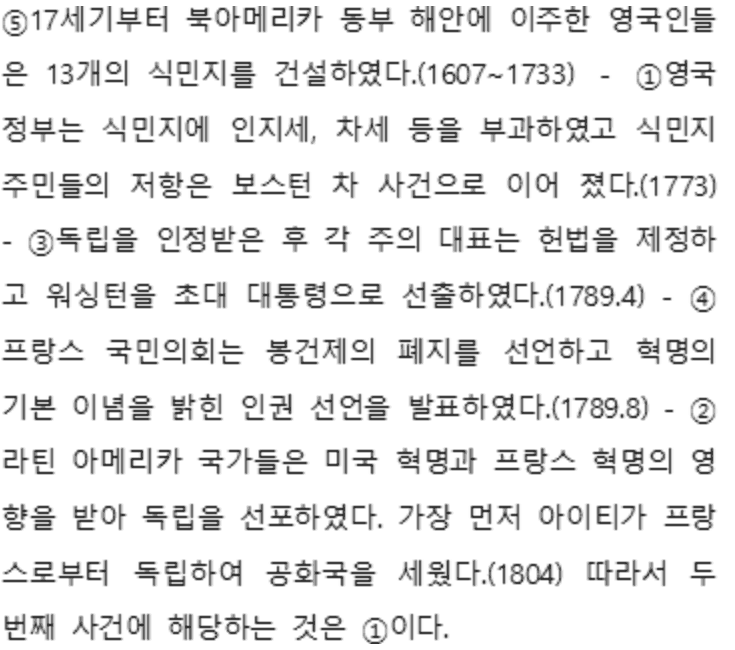 ⑤17세기부터 북아메리카 동부 해안에 이주한 영국인들
은 13개의 식민지를 건설하였다.(1607~1733) - ①영국
정부는 식민지에 인지세, 차세 등을 부과하였고 식민지
주민들의 저항은 보스턴 차 사건으로 이어 졌다.(1773)
- ③독립을 인정받은 후 각 주의 대표는 헌법을 제정하
고 워싱턴을 초대 대통령으로 선출하였다.(1789.4) - ④
프랑스 국민의회는 봉건제의 폐지를 선언하고 혁명의
기본 이념을 밝힌 인권 선언을 발표하였다.(1789.8) - ②
라틴 아메리카 국가들은 미국 혁명과 프랑스 혁명의 영
향을 받아 독립을 선포하였다. 가장 먼저 아이티가 프랑
스로부터 독립하여 공화국을 세웠다.(1804) 따라서 두
번째 사건에 해당하는 것은 ①이다.